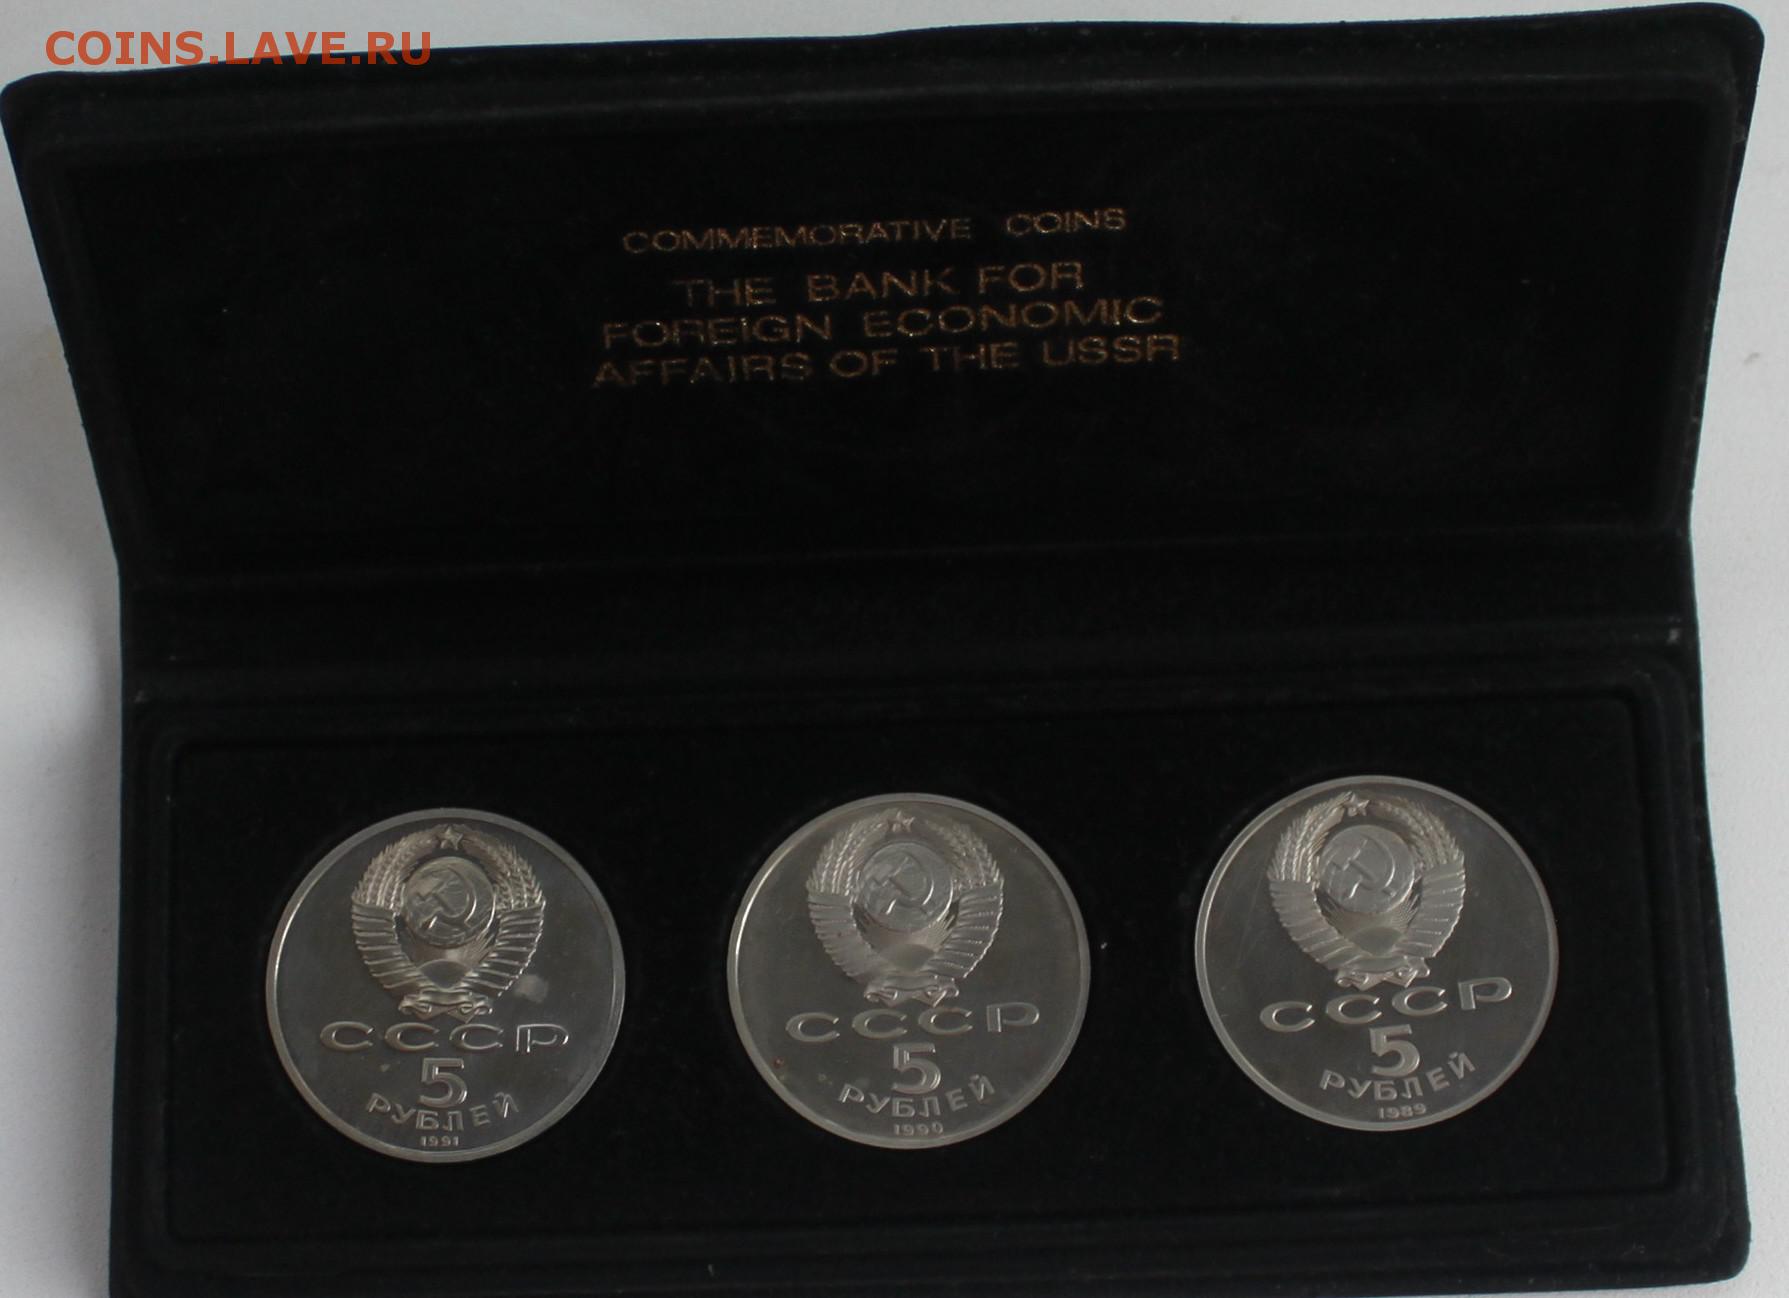 COINS.LAVE.RU
COMMEMORATIVE COINS
THE BANK FOR
FOREIGN ECONOMIC
AFFAIRS OF THE USSR
СССР
5
РУБЛЕЙ
1991
СССР
5
РУБЛЕЙ
1990
СССР
5
РУБЛЕЙ
1989